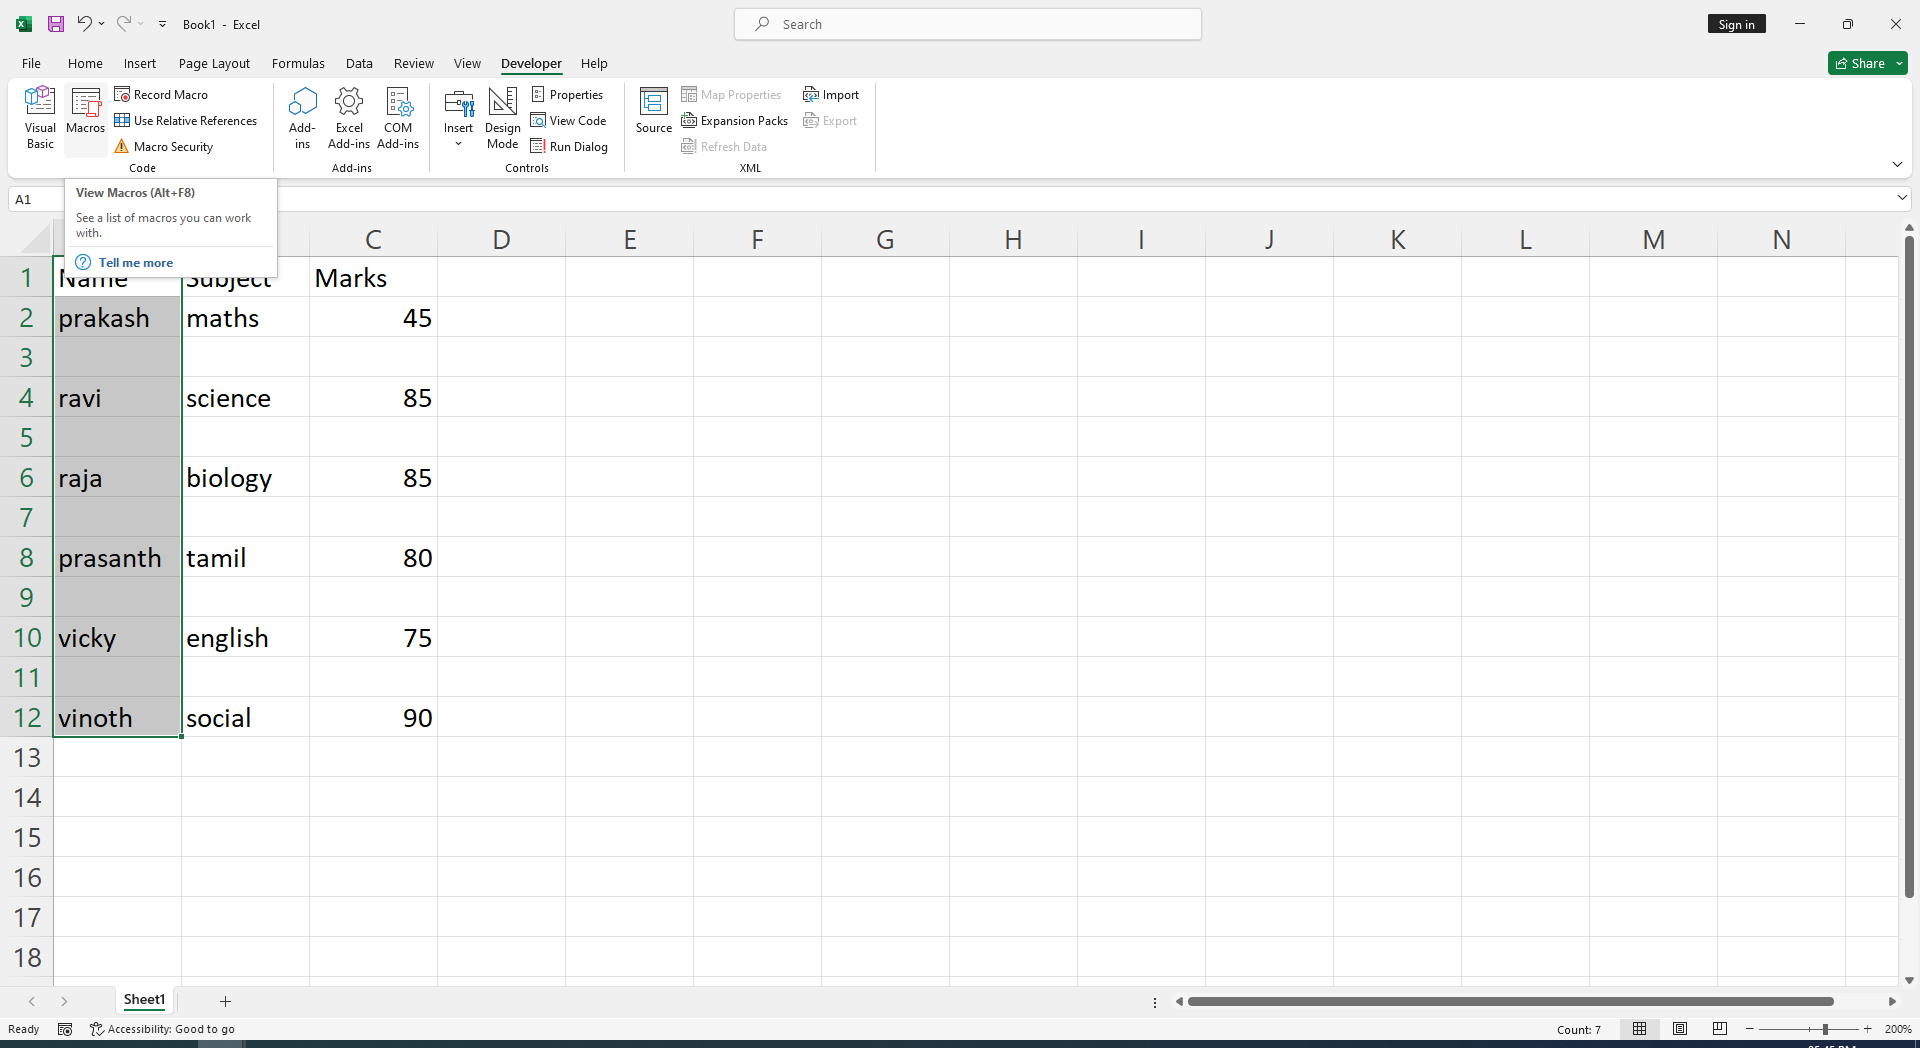 Book1 - Excel
Search
Sign in
File Home Insert Page Layout Formulas Data Review View Developer Help
Share
Visual Basic
Macros
Record Macro
Use Relative References
Macro Security
Code
Add-ins
Excel Add-ins
COM Add-ins
Add-ins
Insert
Design Mode
Properties
View Code
Run Dialog
Controls
Source
Map Properties
Expansion Packs
Refresh Data
Import
Export
XML
A1
View Macros (Alt+F8)
See a list of macros you can work
with.
Tell me more
C D E F G H I J K L M N
1 Name Subject Marks
2 prakash maths 45
3
4 ravi science 85
5
6 raja biology 85
7
8 prasanth tamil 80
9
10 vicky english 75
11
12 vinoth social 90
13
14
15
16
17
18
Sheet1
Ready
Accessibility: Good to go
Count: 7
200%